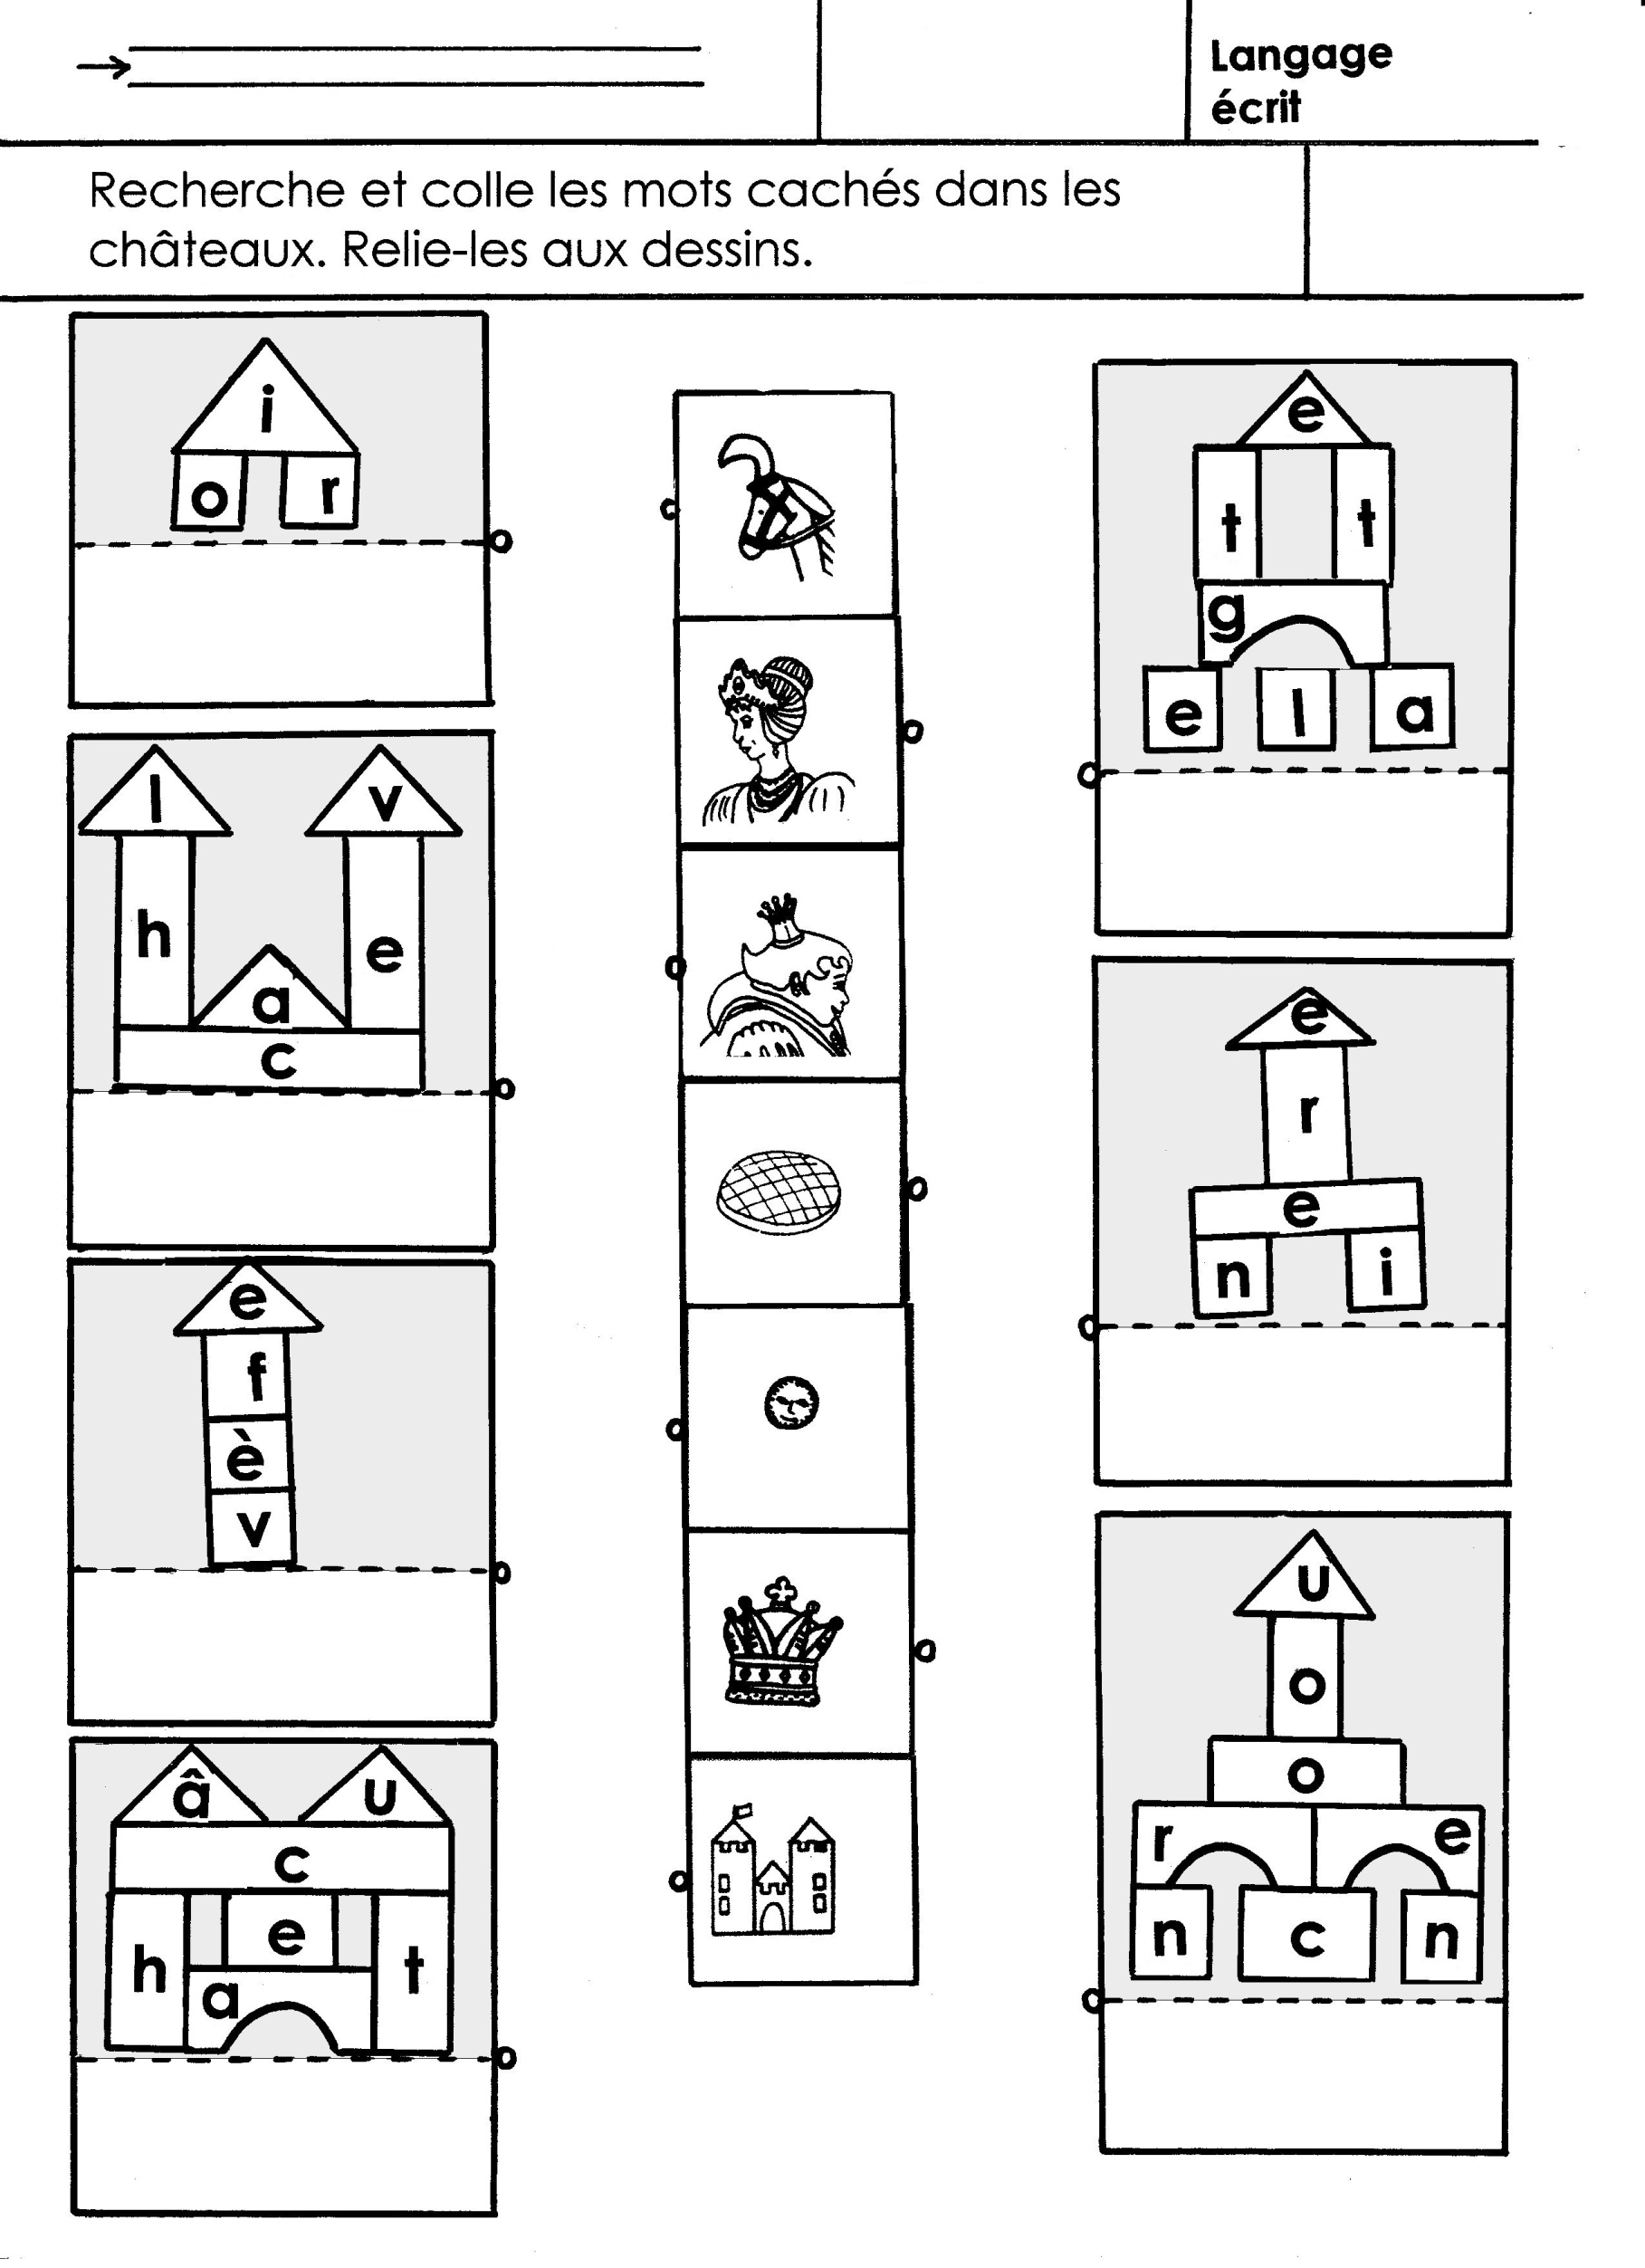 Langage
écrit
Recherche et colle les mots cachés dans les
châteaux. Relie-les aux dessins.
i
o r
l v
h e
a
c
e
f
è
v
â u
c
h e t
a
e
t t
g
e l a
e
r
e
n i
u
o
o
r e
n c n